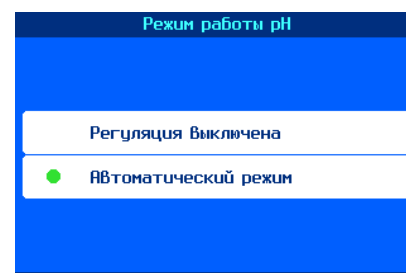 Режим работы pH
Регуляция Выключена
Автоматический режим